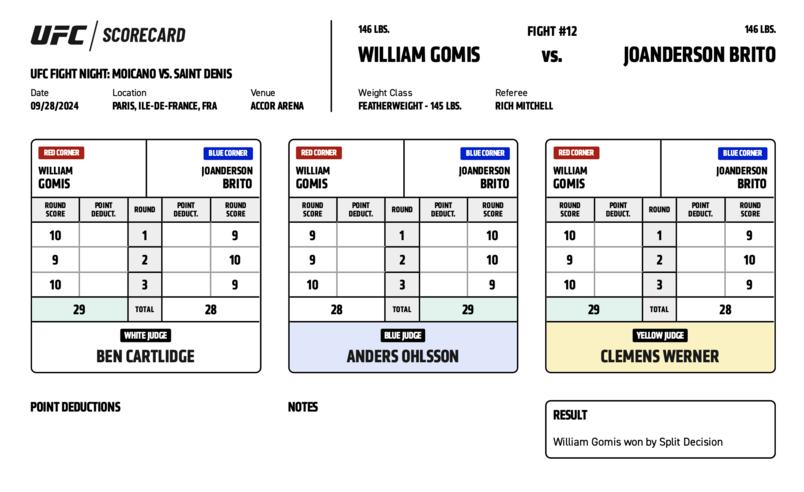 UFC / SCORECARD
UFC FIGHT NIGHT: MOICANO VS. SAINT DENIS
Date Location Venue
09/28/2024 PARIS, ILE-DE-FRANCE, FRA ACCOR ARENA
146 LBS. FIGHT #12 146 LBS.
WILLIAM GOMIS VS. JOANDERSON BRITO
Weight Class Referee
FEATHERWEIGHT - 145 LBS. RICH MITCHELL
RED CORNER BLUE CORNER
WILLIAM JOANDERSON
GOMIS BRITO
ROUND POINT ROUND POINT ROUND
SCORE DEDUCT. DEDUCT. SCORE
10 1 9
9 2 10
10 3 9
29 TOTAL 28
WHITE JUDGE
BEN CARTLIDGE
RED CORNER BLUE CORNER
WILLIAM JOANDERSON
GOMIS BRITO
ROUND POINT ROUND POINT ROUND
SCORE DEDUCT. DEDUCT. SCORE
9 1 10
10 2 9
9 3 10
28 TOTAL 29
BLUE JUDGE
ANDERS OHLSSON
RED CORNER BLUE CORNER
WILLIAM JOANDERSON
GOMIS BRITO
ROUND POINT ROUND POINT ROUND
SCORE DEDUCT. DEDUCT. SCORE
10 1 9
9 2 10
10 3 9
29 TOTAL 28
YELLOW JUDGE
CLEMENS WERNER
POINT DEDUCTIONS
NOTES
RESULT
William Gomis won by Split Decision